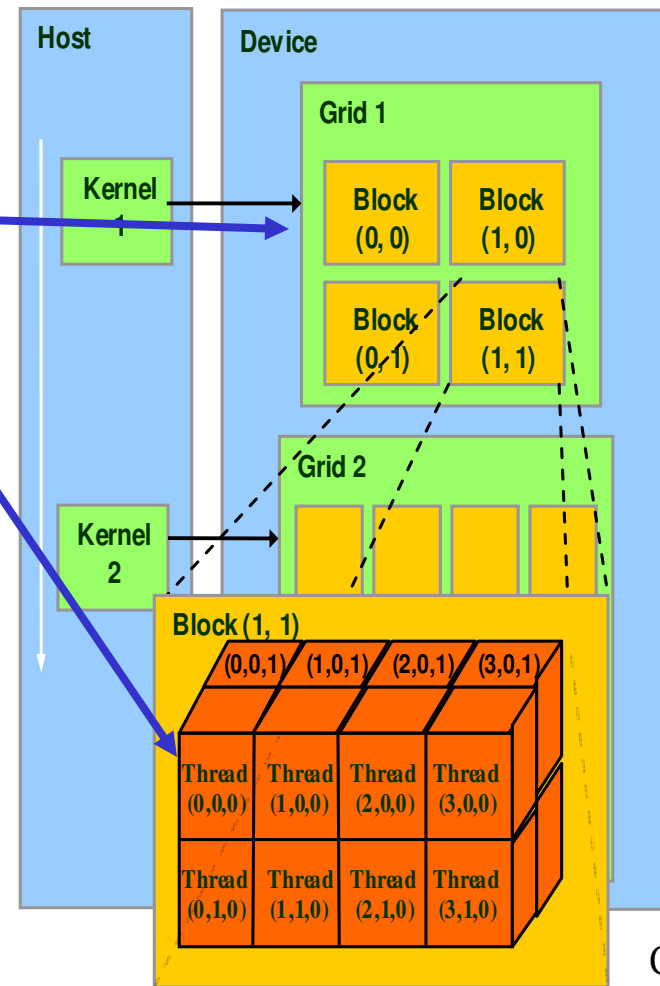 Host
Device
Grid 1
Kernel
1
Block
(0, 0)
Block
(1, 0)
Block
(0, 1)
Block
(1, 1)
Grid 2
Kernel
2
Block (1, 1)
(0,0,1) (1,0,1) (2,0,1) (3,0,1)
Thread
(0,0,0)
Thread
(1,0,0)
Thread
(2,0,0)
Thread
(3,0,0)
Thread
(0,1,0)
Thread
(1,1,0)
Thread
(2,1,0)
Thread
(3,1,0)